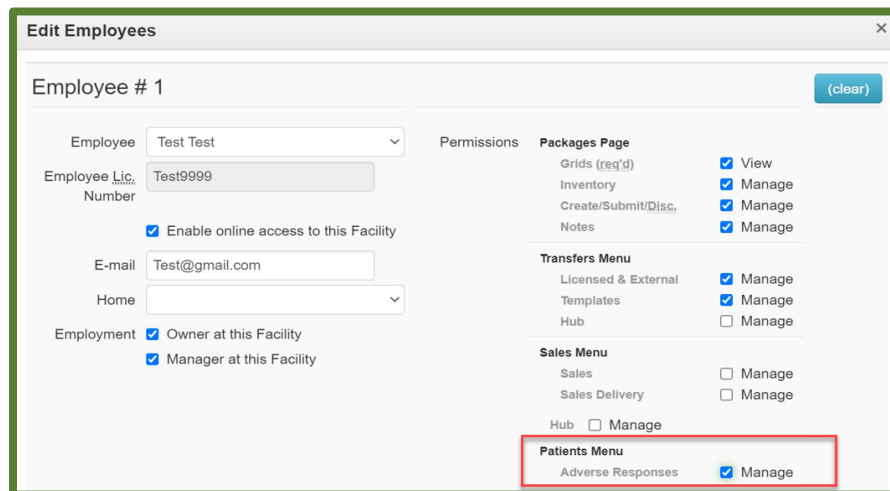 Edit Employees ×
Employee # 1
(clear)
Employee Test Test
Employee Lic. Number Test9999
Enable online access to this Facility
E-mail Test@gmail.com
Home
Employment Owner at this Facility
Manager at this Facility
Permissions
Packages Page
Grids (req'd) View
Inventory Manage
Create/Submit/Disc. Manage
Notes Manage
Transfers Menu
Licensed & External Manage
Templates Manage
Hub Manage
Sales Menu
Sales Manage
Sales Delivery Manage
Hub Manage
Patients Menu
Adverse Responses Manage